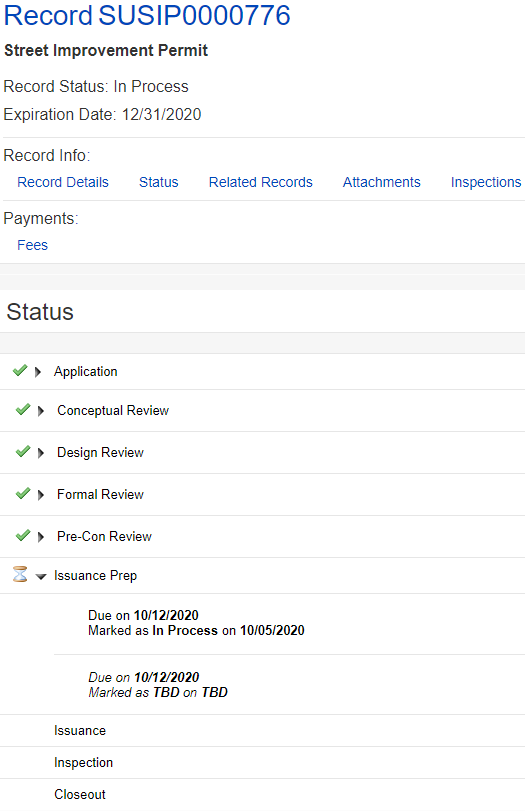 Record SUSIP0000776
Street Improvement Permit
Record Status: In Process
Expiration Date: 12/31/2020
Record Info:
Record Details Status Related Records Attachments Inspections
Payments:
Fees
Status
Application
Conceptual Review
Design Review
Formal Review
Pre-Con Review
Issuance Prep
Due on 10/12/2020
Marked as In Process on 10/05/2020
Due on 10/12/2020
Marked as TBD on TBD
Issuance
Inspection
Closeout